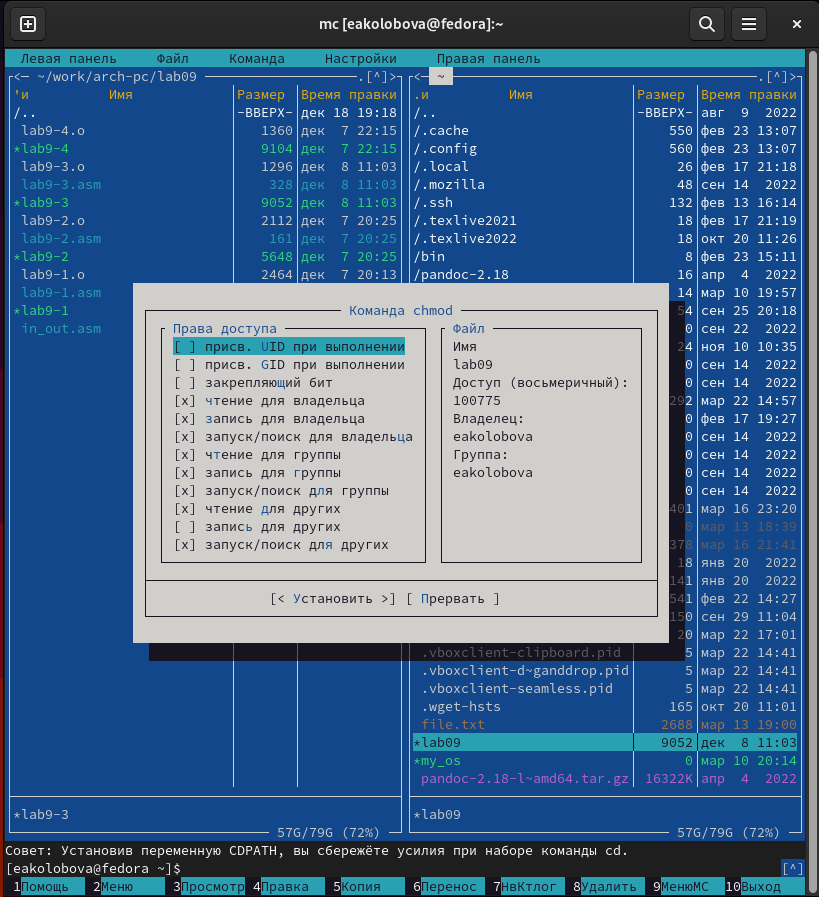 mc [eakolobova@fedora]:~
Левая панель Файл Команда Настройки Правая панель
<— ~/work/arch-pc/lab09 .[^]>
'и Имя Размер Время правки
/.. -ВВЕРХ- дек 18 19:18
lab9-4.o 1360 дек 7 22:15
*lab9-4 9104 дек 7 22:15
lab9-3.o 1296 дек 8 11:03
lab9-3.asm 328 дек 8 11:03
*lab9-3 9052 дек 8 11:03
lab9-2.o 2112 дек 7 20:25
lab9-2.asm 161 дек 7 20:25
*lab9-2 5648 дек 7 20:25
lab9-1.o 2464 дек 7 20:13
lab9-1.asm
*lab9-1
in_out.asm
*lab9-3
57G/79G (72%)
<— ~ .[^]>
.и Имя Размер Время правки
/.. -ВВЕРХ- авг 9 2022
/.cache 550 фев 23 13:07
/.config 560 фев 23 13:07
/.local 26 фев 17 21:18
/.mozilla 48 сен 14 2022
/.ssh 132 фев 13 16:14
/.texlive2021 18 фев 17 21:19
/.texlive2022 18 окт 20 11:26
/bin 8 фев 23 15:11
/pandoc-2.18 16 апр 4 2022
14 мар 10 19:57
54 сен 25 20:18
0 сен 22 2022
24 ноя 10 10:35
0 сен 14 2022
0 сен 14 2022
292 мар 22 14:57
0 фев 17 19:27
0 сен 14 2022
0 сен 14 2022
0 сен 14 2022
0 сен 14 2022
401 мар 16 23:20
0 мар 13 18:39
378 мар 16 21:41
18 янв 20 2022
141 янв 20 2022
541 фев 22 14:27
150 сен 29 11:04
20 мар 22 17:01
.vboxclient-clipboard.pid 5 мар 22 14:41
.vboxclient-d~ganddrop.pid 5 мар 22 14:41
.vboxclient-seamless.pid 5 мар 22 14:41
.wget-hsts 165 окт 20 11:01
file.txt 2688 мар 13 19:00
*lab09 9052 дек 8 11:03
*my_os 0 мар 10 20:14
pandoc-2.18-l~amd64.tar.gz 16322K апр 4 2022
*lab09
57G/79G (72%)
Команда chmod
Права доступа
[ ] присв. UID при выполнении
[ ] присв. GID при выполнении
[ ] закрепляющий бит
[x] чтение для владельца
[x] запись для владельца
[x] запуск/поиск для владельца
[x] чтение для группы
[x] запись для группы
[x] запуск/поиск для группы
[x] чтение для других
[ ] запись для других
[x] запуск/поиск для других
Файл
Имя
lab09
Доступ (восьмеричный):
100775
Владелец:
eakolobova
Группа:
eakolobova
[< Установить >] [ Прервать ]
Совет: Установив переменную CDPATH, вы сбережёте усилия при наборе команды cd.
[eakolobova@fedora ~]$ [^]
1Помощь 2Меню 3Просмотр 4Правка 5Копия 6Перенос 7НвКтлог 8Удалить 9МенюMC 10Выход